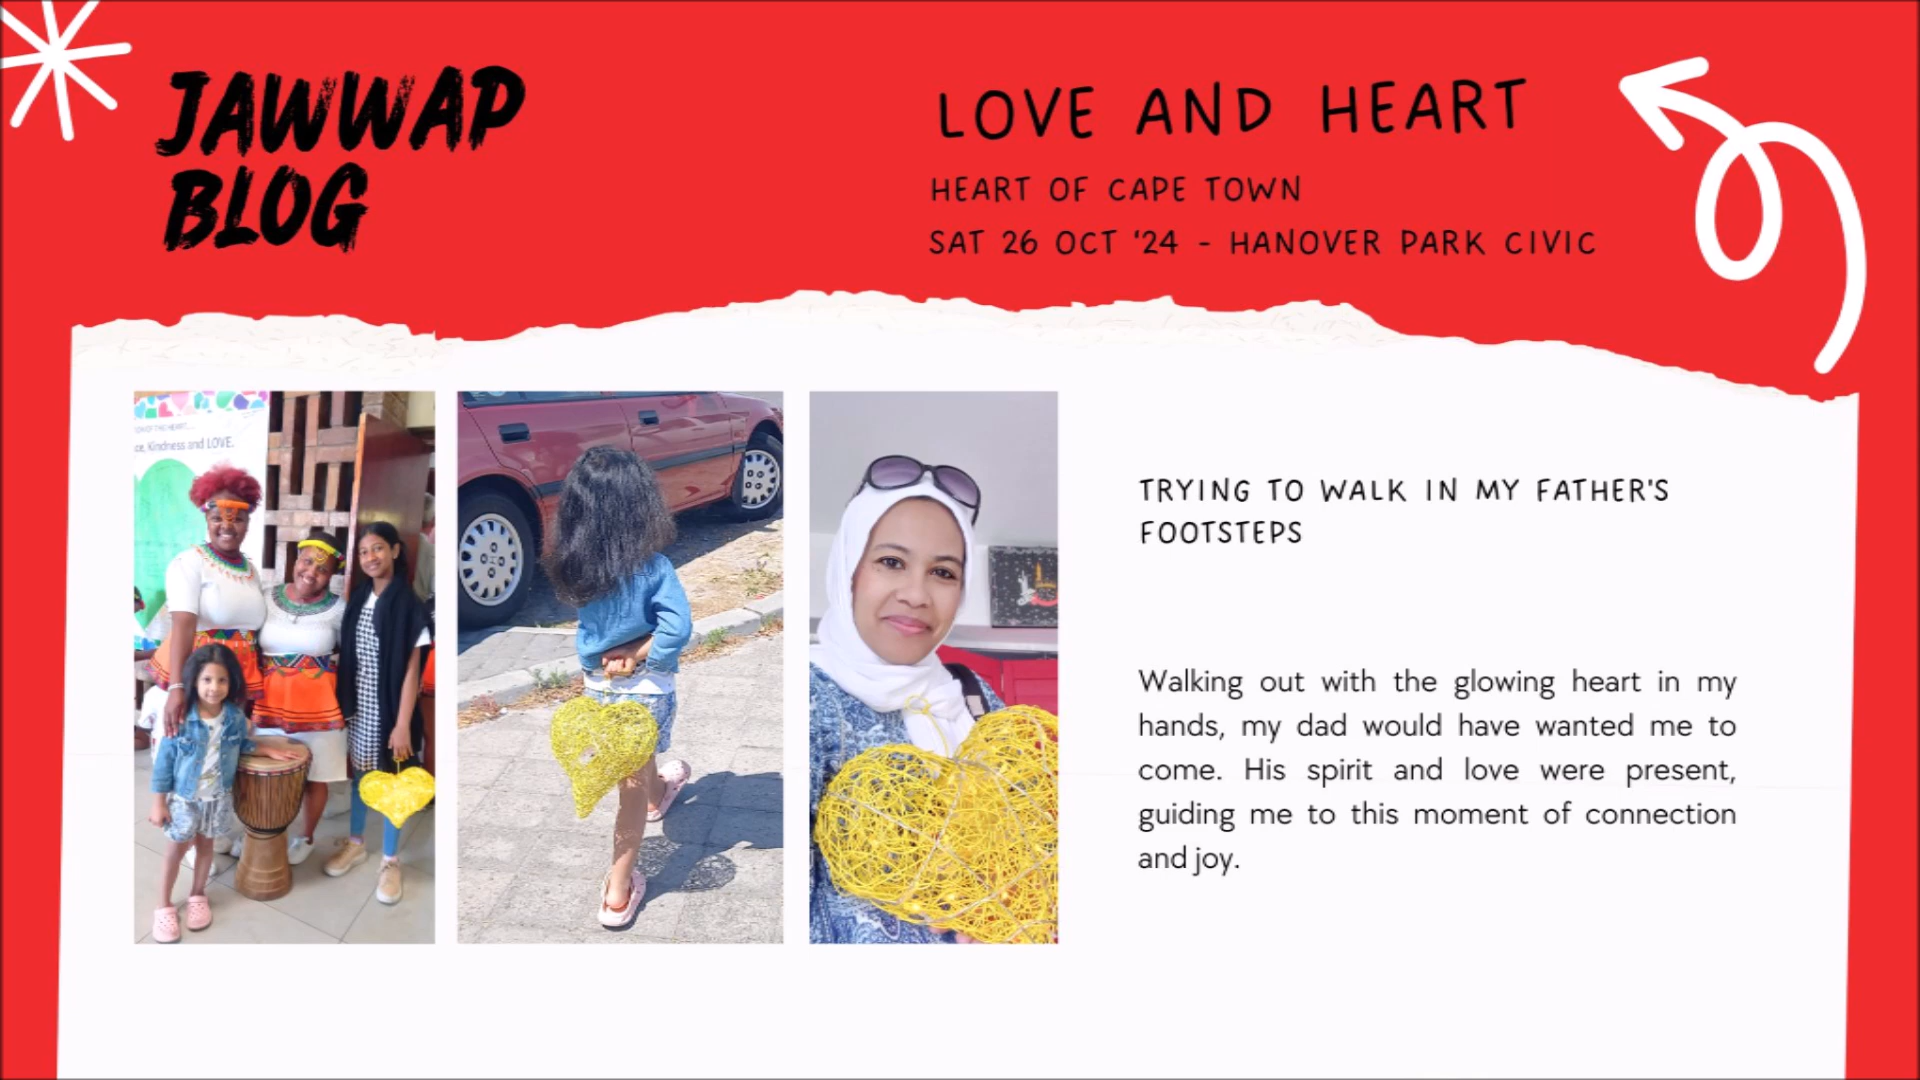 JAWWAP
BLOG
LOVE AND HEART
HEART OF CAPE TOWN
SAT 26 OCT '24 - HANOVER PARK CIVIC
ce, Kindness and LOVE.
TRYING TO WALK IN MY FATHER'S
FOOTSTEPS
Walking out with the glowing heart in my
hands, my dad would have wanted me to
come. His spirit and love were present,
guiding me to this moment of connection
and joy.